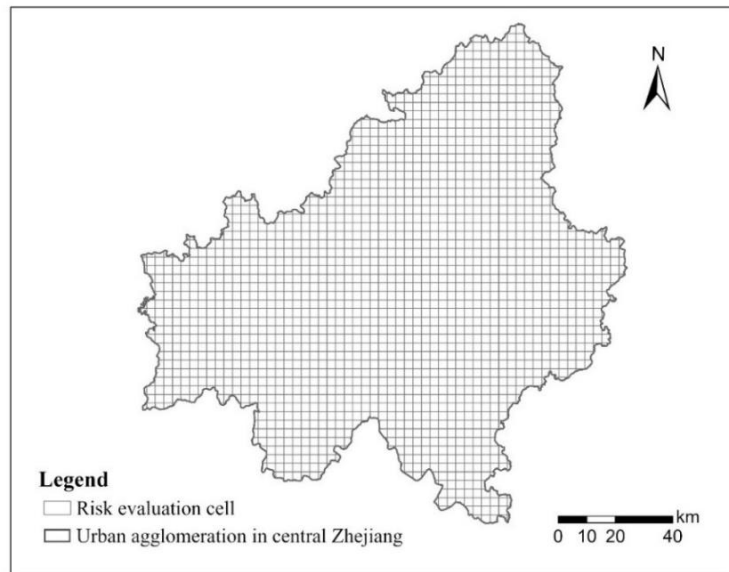 N
Legend
Risk evaluation cell
Urban agglomeration in central Zhejiang
km
0 10 20 40